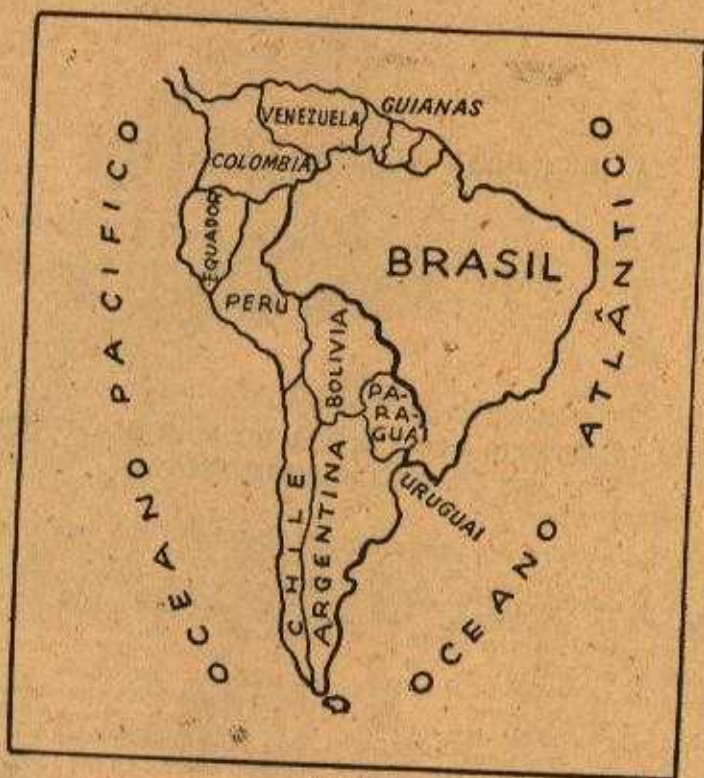 GUIANAS
VENEZUELA
COLOMBIA
EQUADOR
PERU
BRASIL
BOLIVIA
PA-
RA-
GUAI
CHILE
ARGENTINA
URUGUAI
OCEANO PACIFICO
OCEANO ATLÂNTICO